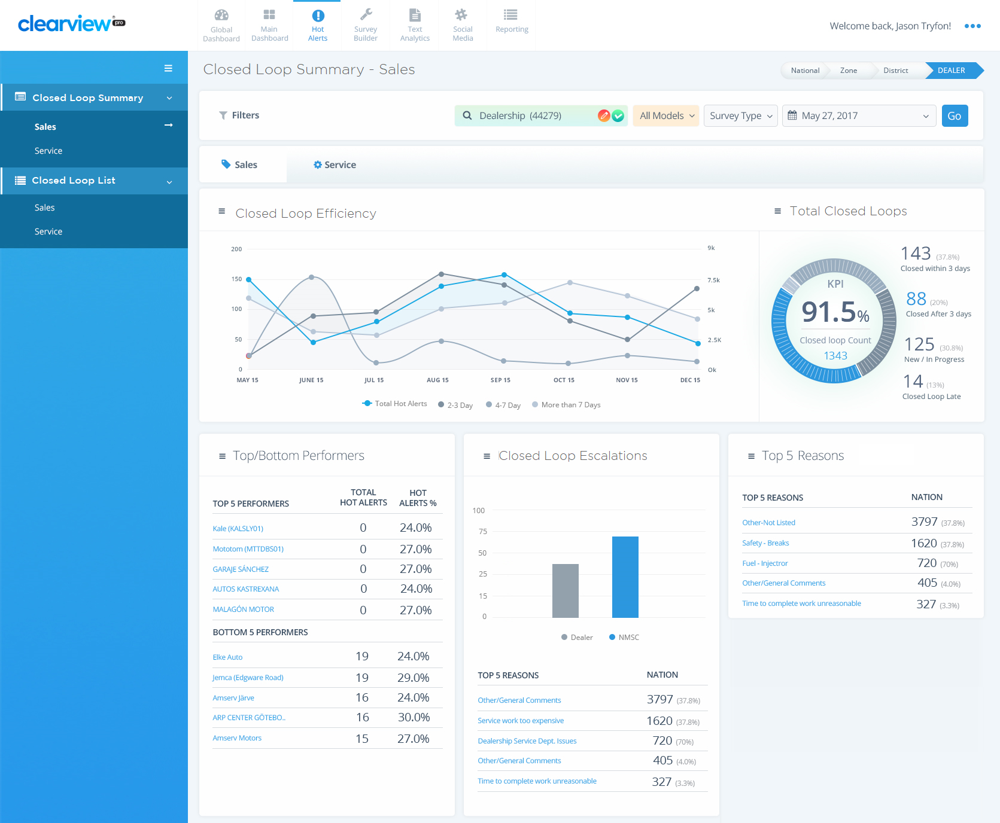 clearview® pro
Global Dashboard
Main Dashboard
Hot Alerts
Survey Builder
Text Analytics
Social Media
Reporting
Welcome back, Jason Tryfon!
Closed Loop Summary
Sales
Service
Closed Loop List
Sales
Service
Closed Loop Summary - Sales
National
Zone
District
DEALER
Filters
Dealership (44279)
All Models
Survey Type
May 27, 2017
Go
Sales
Service
Closed Loop Efficiency
200
150
100
50
0
9k
7.5k
5k
2.5K
0k
MAY 15
JUNE 15
JUL 15
AUG 15
SEP 15
OCT 15
NOV 15
DEC 15
Total Hot Alerts
2-3 Day
4-7 Day
More than 7 Days
Total Closed Loops
KPI
91.5%
Closed loop Count
1343
143 (37.8%)
Closed within 3 days
88 (20%)
Closed After 3 days
125 (30.8%)
New / In Progress
14 (13%)
Closed Loop Late
Top/Bottom Performers
TOP 5 PERFORMERS TOTAL HOT ALERTS HOT ALERTS %
Kale (KALSLY01) 0 24.0%
Mototom (MTTDBS01) 0 27.0%
GARAJE SÁNCHEZ 0 27.0%
AUTOS KASTREXANA 0 24.0%
MALAGÓN MOTOR 0 27.0%
BOTTOM 5 PERFORMERS
Elke Auto 19 24.0%
Jemca (Edgware Road) 19 29.0%
Amserv Järve 16 24.0%
ARP CENTER GÖTEBO.. 16 30.0%
Amserv Motors 15 27.0%
Closed Loop Escalations
100
75
50
25
15
0
Dealer
NMSC
TOP 5 REASONS NATION
Other/General Comments 3797 (37.8%)
Service work too expensive 1620 (37.8%)
Dealership Service Dept. Issues 720 (70%)
Other/General Comments 405 (4.0%)
Time to complete work unreasonable 327 (3.3%)
Top 5 Reasons
TOP 5 REASONS NATION
Other-Not Listed 3797 (37.8%)
Safety - Breaks 1620 (37.8%)
Fuel - Injectror 720 (70%)
Other/General Comments 405 (4.0%)
Time to complete work unreasonable 327 (3.3%)